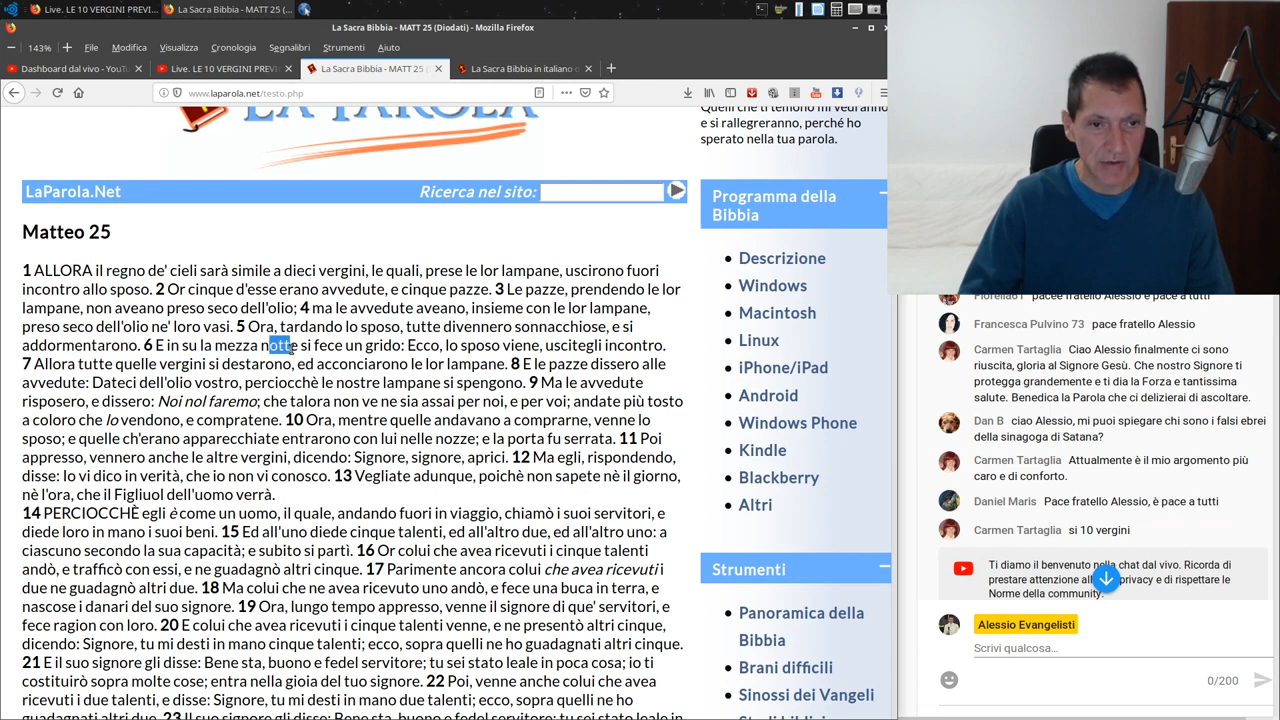 Live. LE 10 VERGINI PREVI...
La Sacra Bibbia - MATT 25 (...
La Sacra Bibbia - MATT 25 (Diodati) - Mozilla Firefox
143%
File Modifica Visualizza Cronologia Segnalibri Strumenti Aiuto
Dashboard dal vivo - YouTu
Live. LE 10 VERGINI PREVI
La Sacra Bibbia - MATT 25 (
La Sacra Bibbia in italiano o
www.laparola.net/testo.php
LA PAROLA
Quelli che ti temono mi vedranno
e si rallegreranno, perché ho
sperato nella tua parola.
LaParola.Net
Ricerca nel sito:
Matteo 25
1 ALLORA il regno de' cieli sarà simile a dieci vergini, le quali, prese le lor lampane, uscirono fuori
incontro allo sposo. 2 Or cinque d'esse erano avvedute, e cinque pazze. 3 Le pazze, prendendo le lor
lampane, non aveano preso seco dell'olio; 4 ma le avvedute aveano, insieme con le lor lampane,
preso seco dell'olio ne' loro vasi. 5 Ora, tardando lo sposo, tutte divennero sonnacchiose, e si
addormentarono. 6 E in su la mezza notte si fece un grido: Ecco, lo sposo viene, uscitegli incontro.
7 Allora tutte quelle vergini si destarono, ed acconciarono le lor lampane. 8 E le pazze dissero alle
avvedute: Dateci dell'olio vostro, perciocchè le nostre lampane si spengono. 9 Ma le avvedute
risposero, e dissero: Noi nol faremo; che talora non ve ne sia assai per noi, e per voi; andate più tosto
a coloro che lo vendono, e compratene. 10 Ora, mentre quelle andavano a comprarne, venne lo
sposo; e quelle ch'erano apparecchiate entrarono con lui nelle nozze; e la porta fu serrata. 11 Poi
appresso, vennero anche le altre vergini, dicendo: Signore, signore, aprici. 12 Ma egli, rispondendo,
disse: Io vi dico in verità, che io non vi conosco. 13 Vegliate adunque, poichè non sapete nè il giorno,
nè l'ora, che il Figliuol dell'uomo verrà.
14 PERCIOCCHÈ egli è come un uomo, il quale, andando fuori in viaggio, chiamò i suoi servitori, e
diede loro in mano i suoi beni. 15 Ed all'uno diede cinque talenti, ed all'altro due, ed all'altro uno: a
ciascuno secondo la sua capacità; e subito si partì. 16 Or colui che avea ricevuti i cinque talenti
andò, e trafficò con essi, e ne guadagnò altri cinque. 17 Parimente ancora colui che avea ricevuti i
due ne guadagnò altri due. 18 Ma colui che ne avea ricevuto uno andò, e fece una buca in terra, e
nascose i danari del suo signore. 19 Ora, lungo tempo appresso, venne il signore di que' servitori, e
fece ragion con loro. 20 E colui che avea ricevuti i cinque talenti venne, e ne presentò altri cinque,
dicendo: Signore, tu mi desti in mano cinque talenti; ecco, sopra quelli ne ho guadagnati altri cinque.
21 E il suo signore gli disse: Bene sta, buono e fedel servitore; tu sei stato leale in poca cosa; io ti
costituirò sopra molte cose; entra nella gioia del tuo signore. 22 Poi, venne anche colui che avea
ricevuti i due talenti, e disse: Signore, tu mi desti in mano due talenti; ecco, sopra quelli ne ho
guadagnati altri due. 23 Il suo signore gli disse: Bene sta, buono e fedel servitore; tu sei stato leale in
Programma della
Bibbia
Descrizione
Windows
Macintosh
Linux
iPhone/iPad
Android
Windows Phone
Kindle
Blackberry
Altri
Strumenti
Panoramica della
Bibbia
Brani difficili
Sinossi dei Vangeli
Studi biblici
Fiorella61 pacee fratello Alessio e pace a tutti
Francesca Pulvino 73 pace fratello Alessio
Carmen Tartaglia Ciao Alessio finalmente ci sono
riuscita, gloria al Signore Gesù. Che nostro Signore ti
protegga grandemente e ti dia la Forza e tantissima
salute. Benedica la Parola che ci delizierai di ascoltare.
Dan B ciao Alessio, mi puoi spiegare chi sono i falsi ebrei
della sinagoga di Satana?
Carmen Tartaglia Attualmente è il mio argomento più
caro e di conforto.
Daniel Maris Pace fratello Alessio, è pace a tutti
Carmen Tartaglia si 10 vergini
Ti diamo il benvenuto nella chat dal vivo. Ricorda di
prestare attenzione alla privacy e di rispettare le
Norme della community.
Alessio Evangelisti
Scrivi qualcosa...
0/200